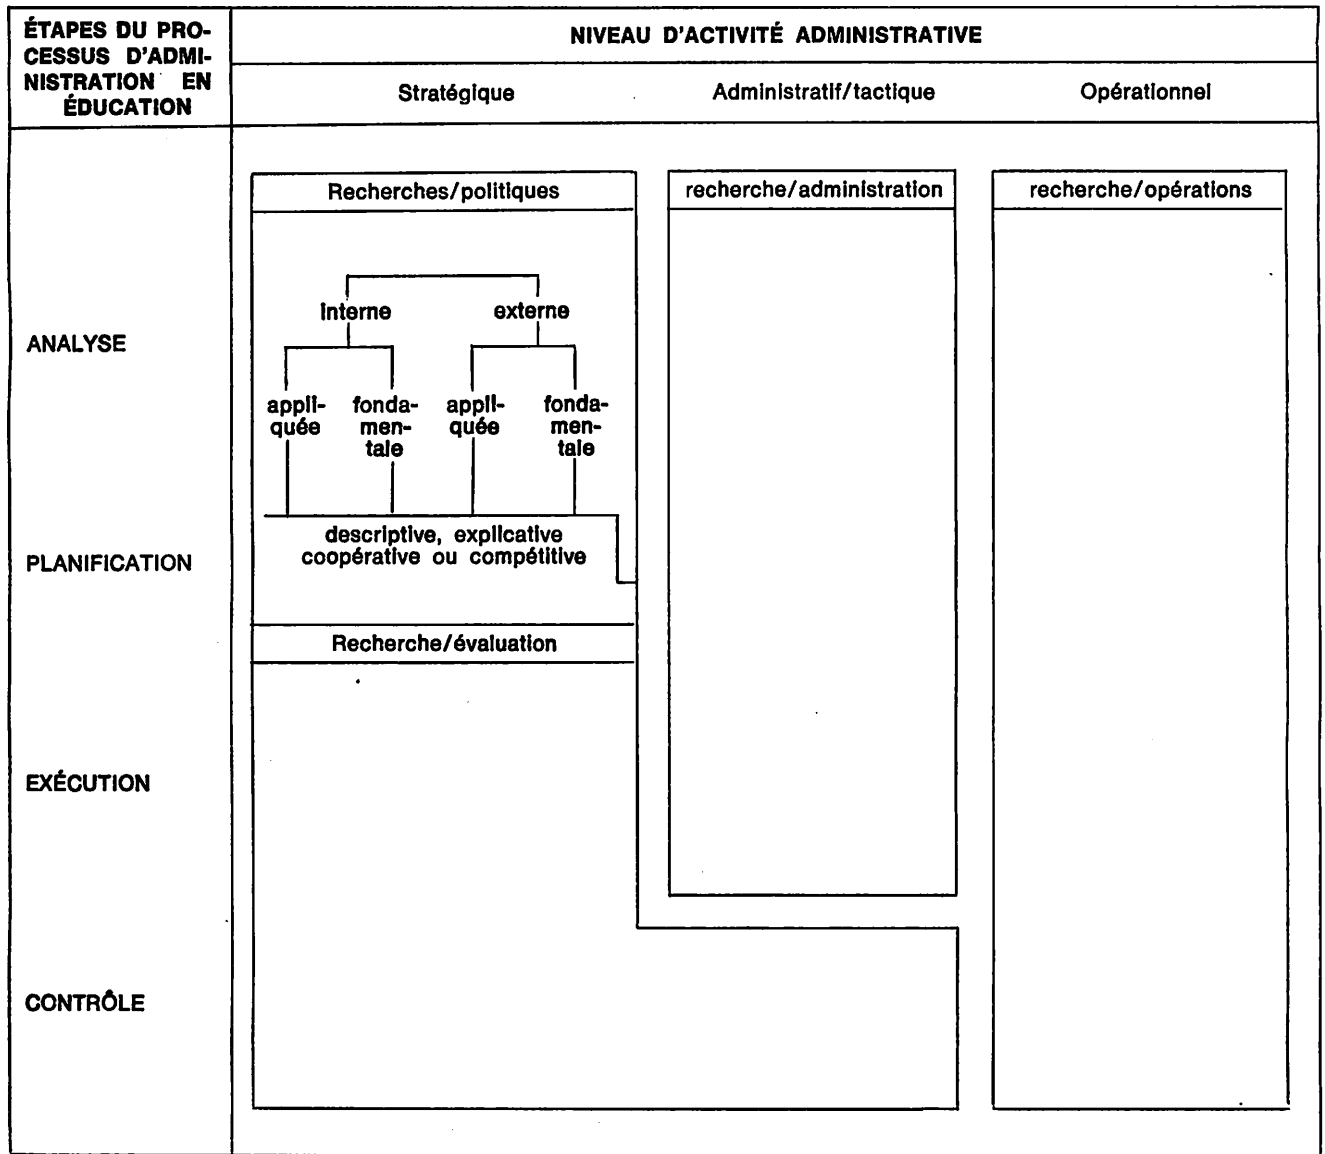 ÉTAPES DU PRO-
CESSUS D'ADMI-
NISTRATION EN
ÉDUCATION
NIVEAU D'ACTIVITÉ ADMINISTRATIVE
Stratégique
Administratif/tactique
Opérationnel
Recherches/politiques
recherche/administration
recherche/opérations
ANALYSE
interne
externe
appli-
quée
fonda-
men-
tale
appli-
quée
fonda-
men-
tale
PLANIFICATION
descriptive, explicative
coopérative ou compétitive
Recherche/évaluation
EXÉCUTION
CONTRÔLE